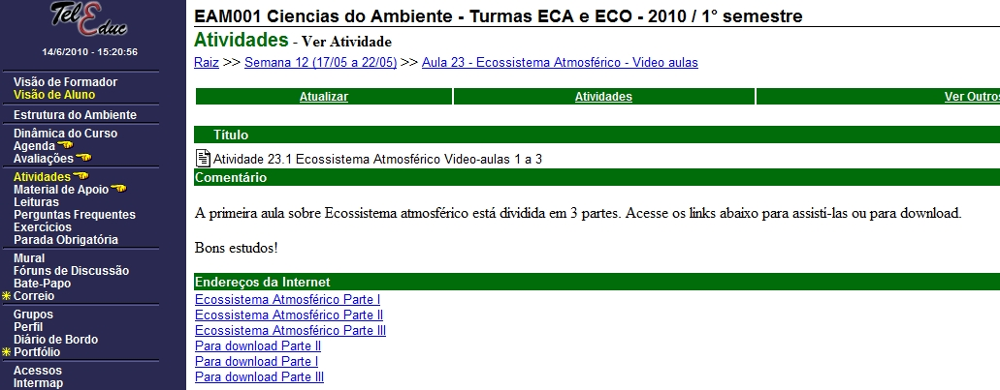 Tel
Educ
14/6/2010 - 15:20:56
Visão de Formador
Visão de Aluno
Estrutura do Ambiente
Dinâmica do Curso
Agenda
Avaliações
Atividades
Material de Apoio
Leituras
Perguntas Frequentes
Exercícios
Parada Obrigatória
Mural
Fóruns de Discussão
Bate-Papo
Correio
Grupos
Perfil
Diário de Bordo
Portfólio
Acessos
Intermap
EAM001 Ciencias do Ambiente - Turmas ECA e ECO - 2010 / 1° semestre
Atividades - Ver Atividade
Raiz >> Semana 12 (17/05 a 22/05) >> Aula 23 - Ecossistema Atmosférico - Video aulas
Atualizar Atividades Ver Outros
Título
Atividade 23.1 Ecossistema Atmosférico Video-aulas 1 a 3
Comentário
A primeira aula sobre Ecossistema atmosférico está dividida em 3 partes. Acesse os links abaixo para assistí-las ou para download.
Bons estudos!
Endereços da Internet
Ecossistema Atmosférico Parte I
Ecossistema Atmosférico Parte II
Ecossistema Atmosférico Parte III
Para download Parte II
Para download Parte I
Para download Parte III